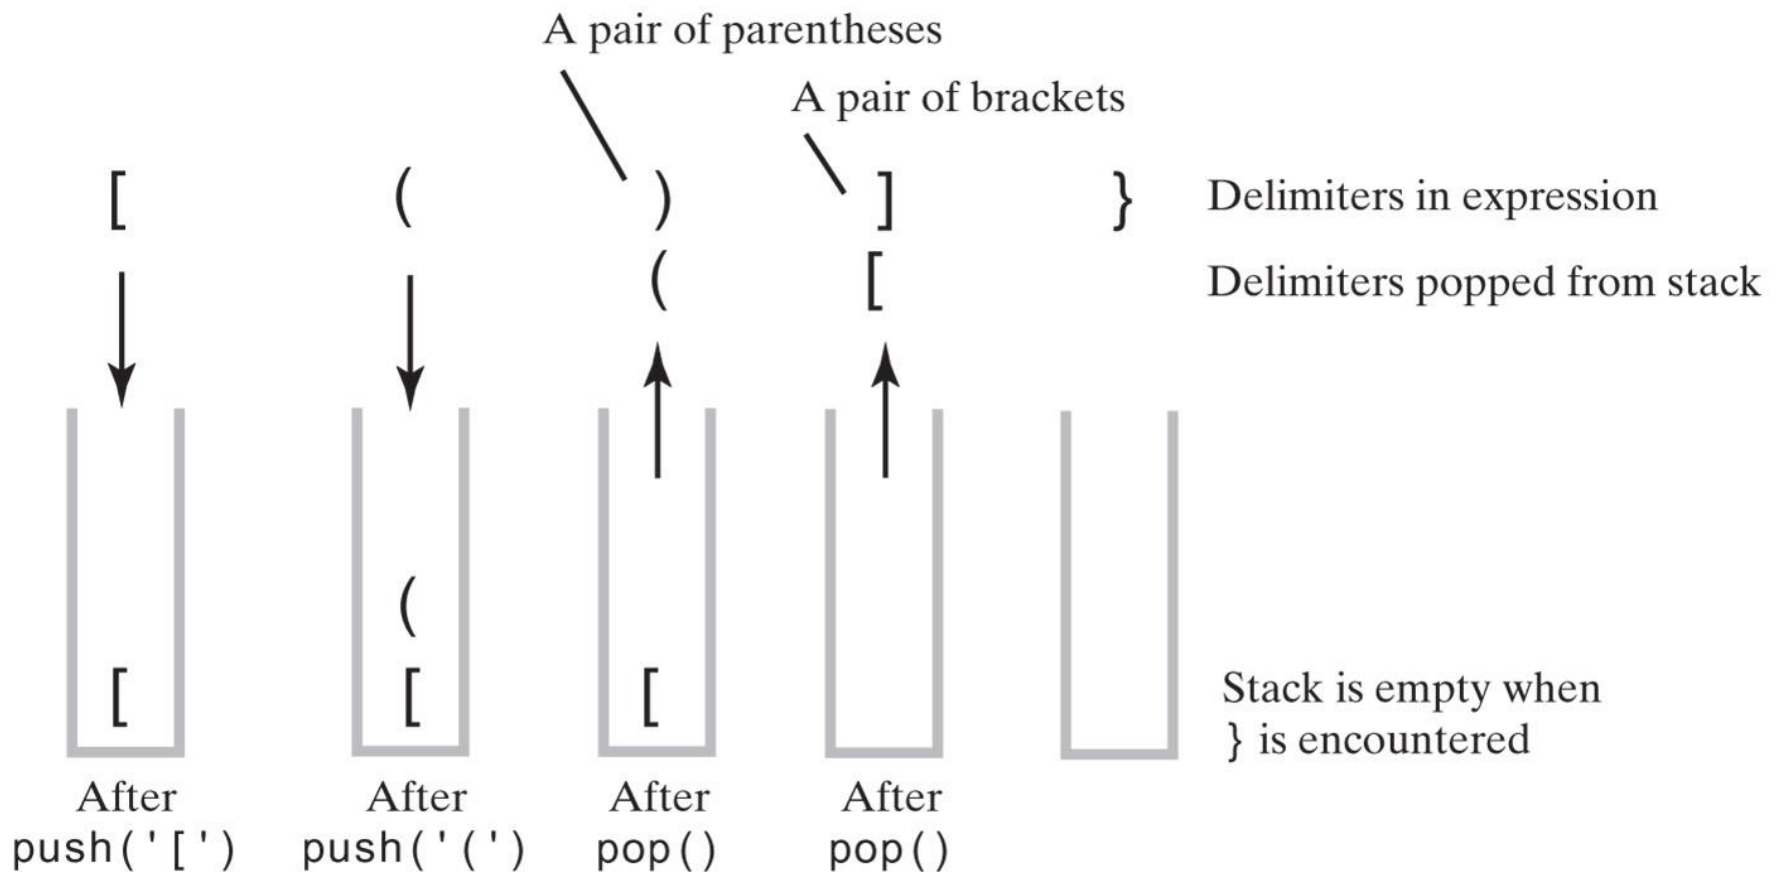 A pair of parentheses
A pair of brackets
[ ( ) ] } Delimiters in expression
( [ Delimiters popped from stack
(
[ [ [ Stack is empty when
} is encountered
After After After After
push('[') push('(') pop() pop()